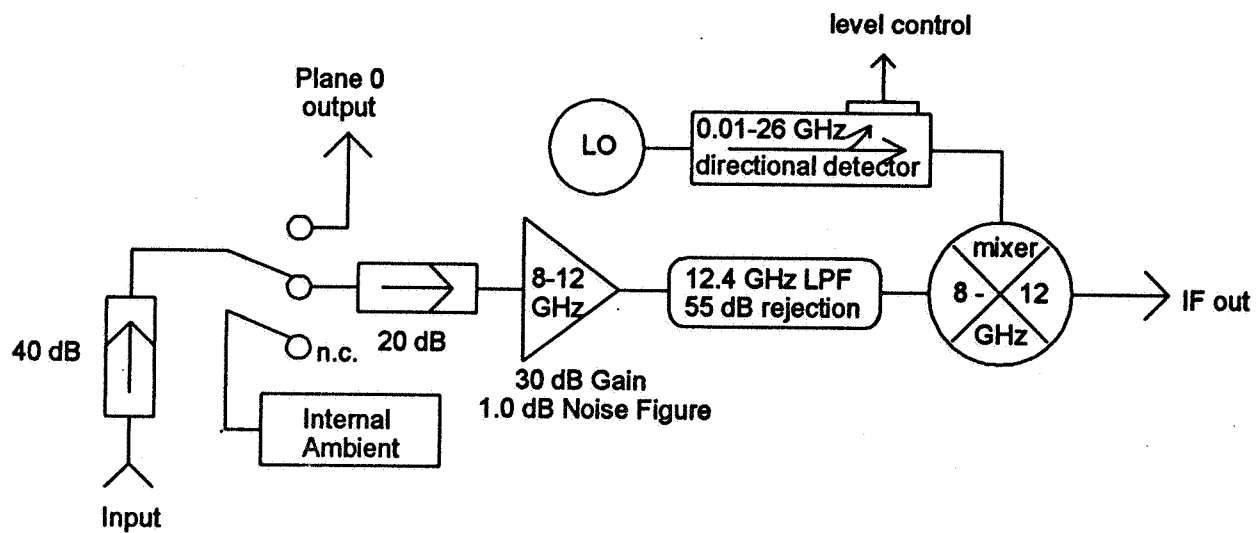 level control
Plane 0
output
LO
0.01-26 GHz
directional detector
mixer
8 - 12
GHz
8-12
GHz
12.4 GHz LPF
55 dB rejection
IF out
40 dB
n.c.
20 dB
30 dB Gain
1.0 dB Noise Figure
Internal
Ambient
Input